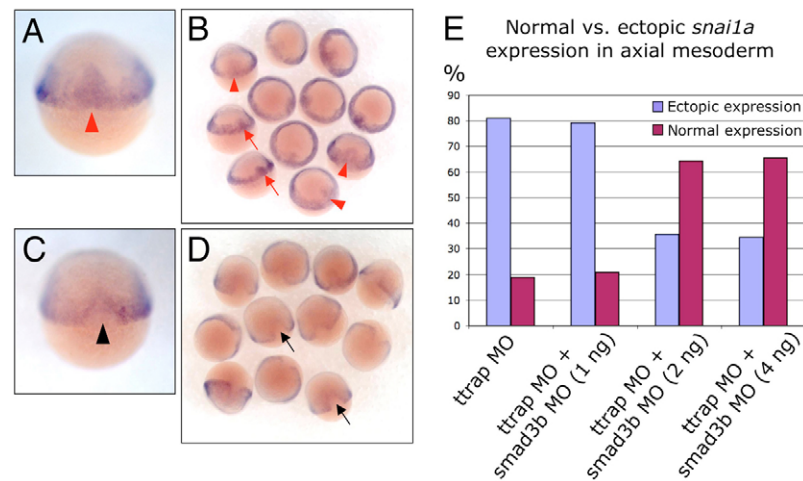 A
B
C
D
E
Normal vs. ectopic snai1a
expression in axial mesoderm
%
90
80
70
60
50
40
30
20
10
0
Ectopic expression
Normal expression
ttrap MO
ttrap MO +
smad3b MO (1 ng)
ttrap MO +
smad3b MO (2 ng)
ttrap MO +
smad3b MO (4 ng)